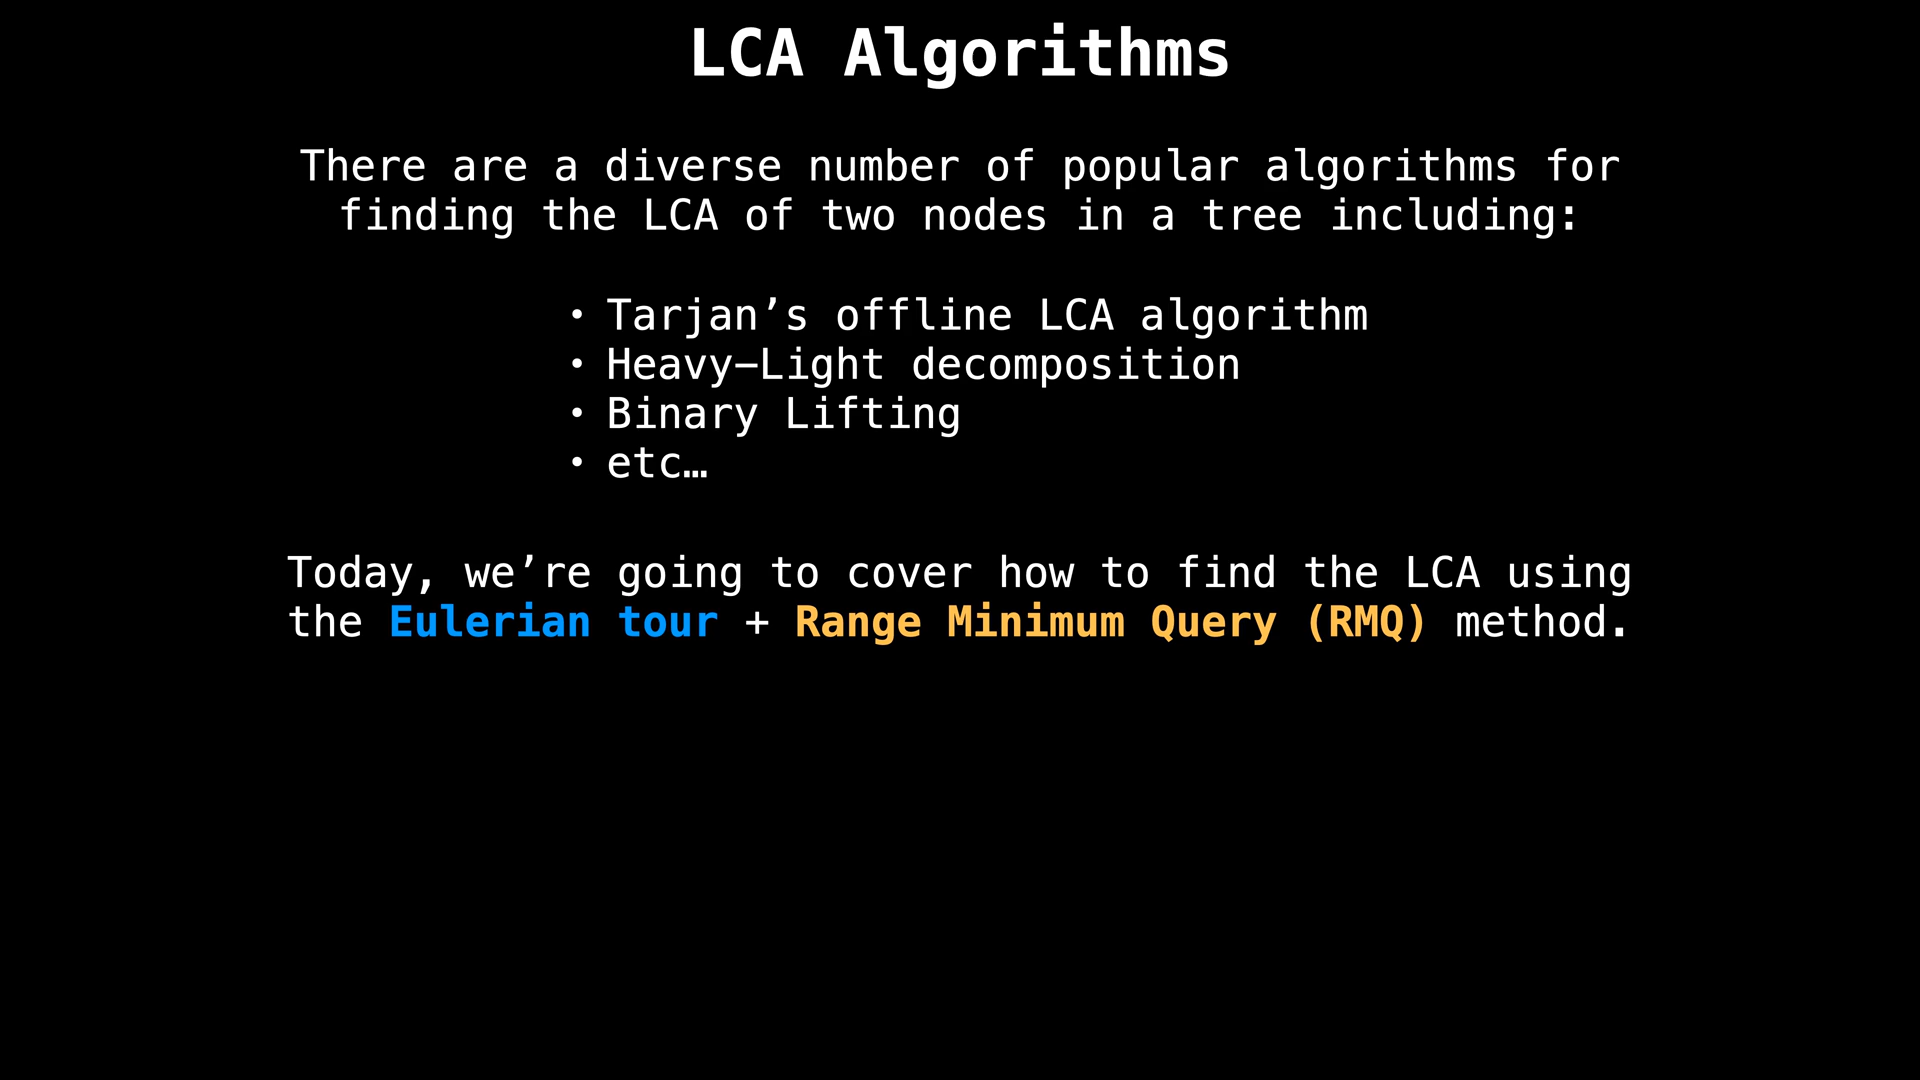 LCA Algorithms
There are a diverse number of popular algorithms for
finding the LCA of two nodes in a tree including:
• Tarjan’s offline LCA algorithm
• Heavy-Light decomposition
• Binary Lifting
• etc…
Today, we’re going to cover how to find the LCA using
the Eulerian tour + Range Minimum Query (RMQ) method.